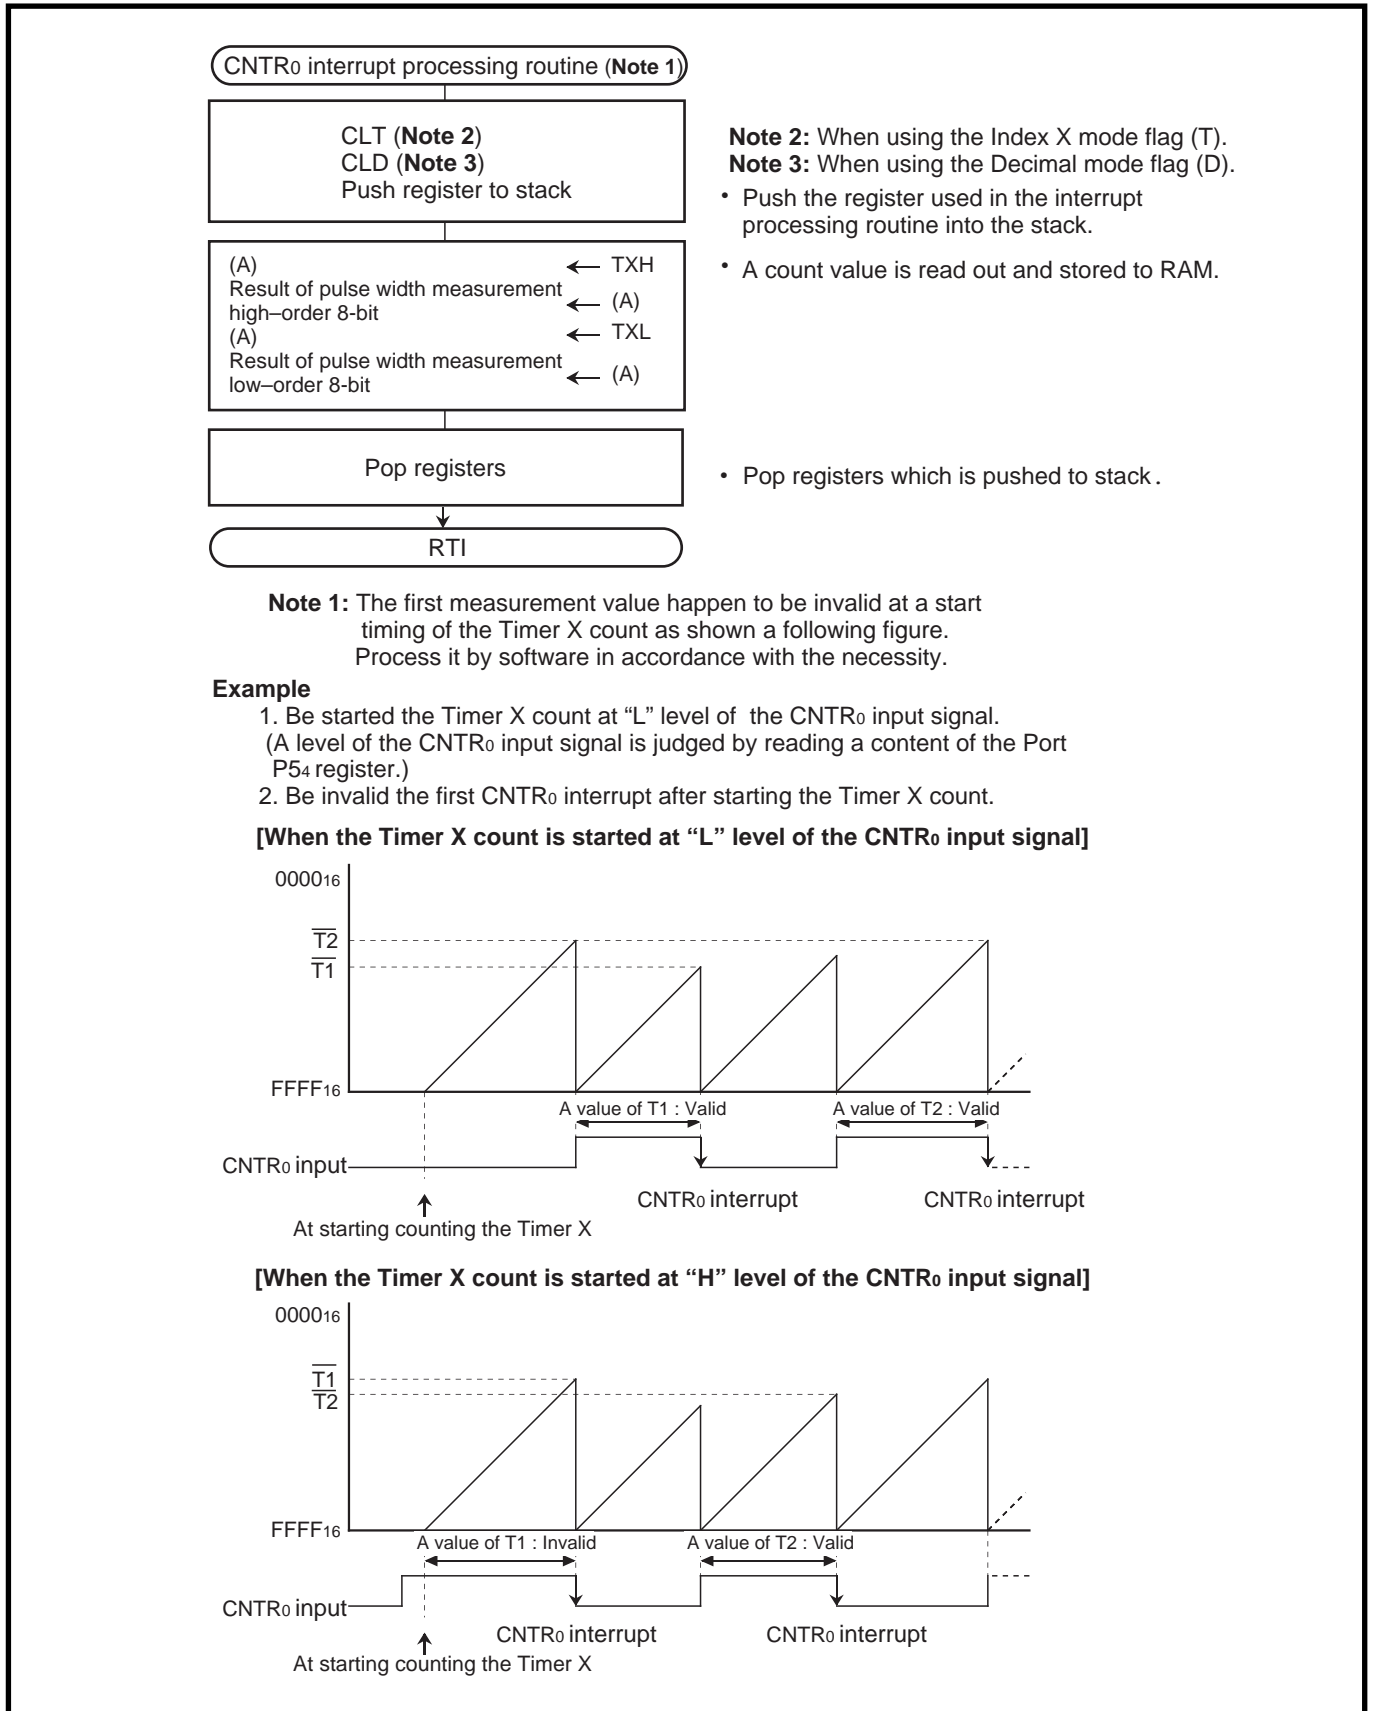 CNTR0 interrupt processing routine (Note 1)
CLT (Note 2)
CLD (Note 3)
Push register to stack
Note 2: When using the Index X mode flag (T).
Note 3: When using the Decimal mode flag (D).
• Push the register used in the interrupt
processing routine into the stack.
(A) ← TXH
Result of pulse width measurement
high–order 8-bit ← (A)
(A) ← TXL
Result of pulse width measurement
low–order 8-bit ← (A)
• A count value is read out and stored to RAM.
Pop registers
• Pop registers which is pushed to stack.
RTI
Note 1: The first measurement value happen to be invalid at a start
timing of the Timer X count as shown a following figure.
Process it by software in accordance with the necessity.
Example
1. Be started the Timer X count at “L” level of the CNTR0 input signal.
(A level of the CNTR0 input signal is judged by reading a content of the Port
P54 register.)
2. Be invalid the first CNTR0 interrupt after starting the Timer X count.
[When the Timer X count is started at “L” level of the CNTR0 input signal]
000016
T2
T1
FFFF16
A value of T1 : Valid
A value of T2 : Valid
CNTR0 input
CNTR0 interrupt
CNTR0 interrupt
At starting counting the Timer X
[When the Timer X count is started at “H” level of the CNTR0 input signal]
000016
T1
T2
FFFF16
A value of T1 : Invalid
A value of T2 : Valid
CNTR0 input
CNTR0 interrupt
CNTR0 interrupt
At starting counting the Timer X